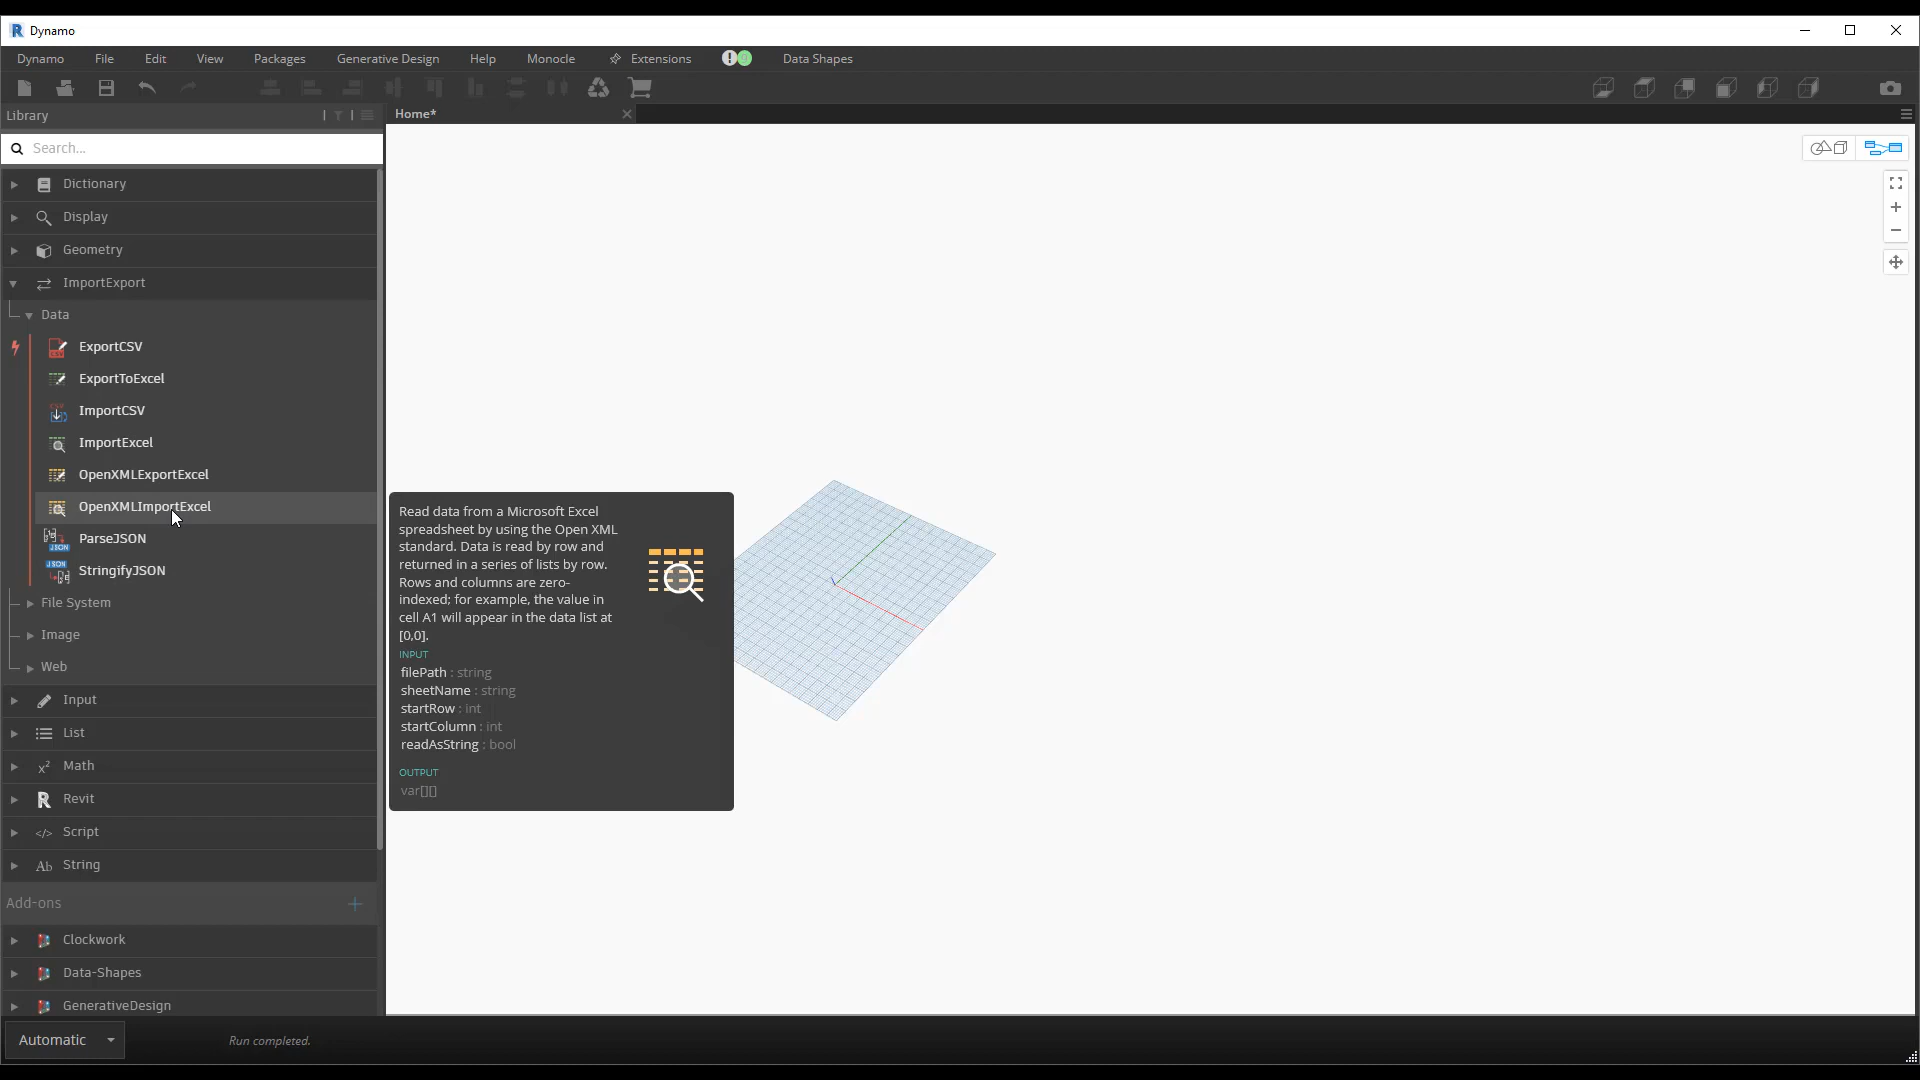 Dynamo
Dynamo File Edit View Packages Generative Design Help Monocle Extensions Data Shapes
Library
Home*
Search...
Dictionary
Display
Geometry
ImportExport
Data
ExportCSV
ExportToExcel
ImportCSV
ImportExcel
OpenXMLExportExcel
OpenXMLImportExcel
ParseJSON
StringifyJSON
File System
Image
Web
Input
List
Math
Revit
Script
String
Add-ons
Clockwork
Data-Shapes
GenerativeDesign
Read data from a Microsoft Excel
spreadsheet by using the Open XML
standard. Data is read by row and
returned in a series of lists by row.
Rows and columns are zero-
indexed; for example, the value in
cell A1 will appear in the data list at
[0,0].
INPUT
filePath : string
sheetName : string
startRow : int
startColumn : int
readAsString : bool
OUTPUT
var[][]
Automatic
Run completed.